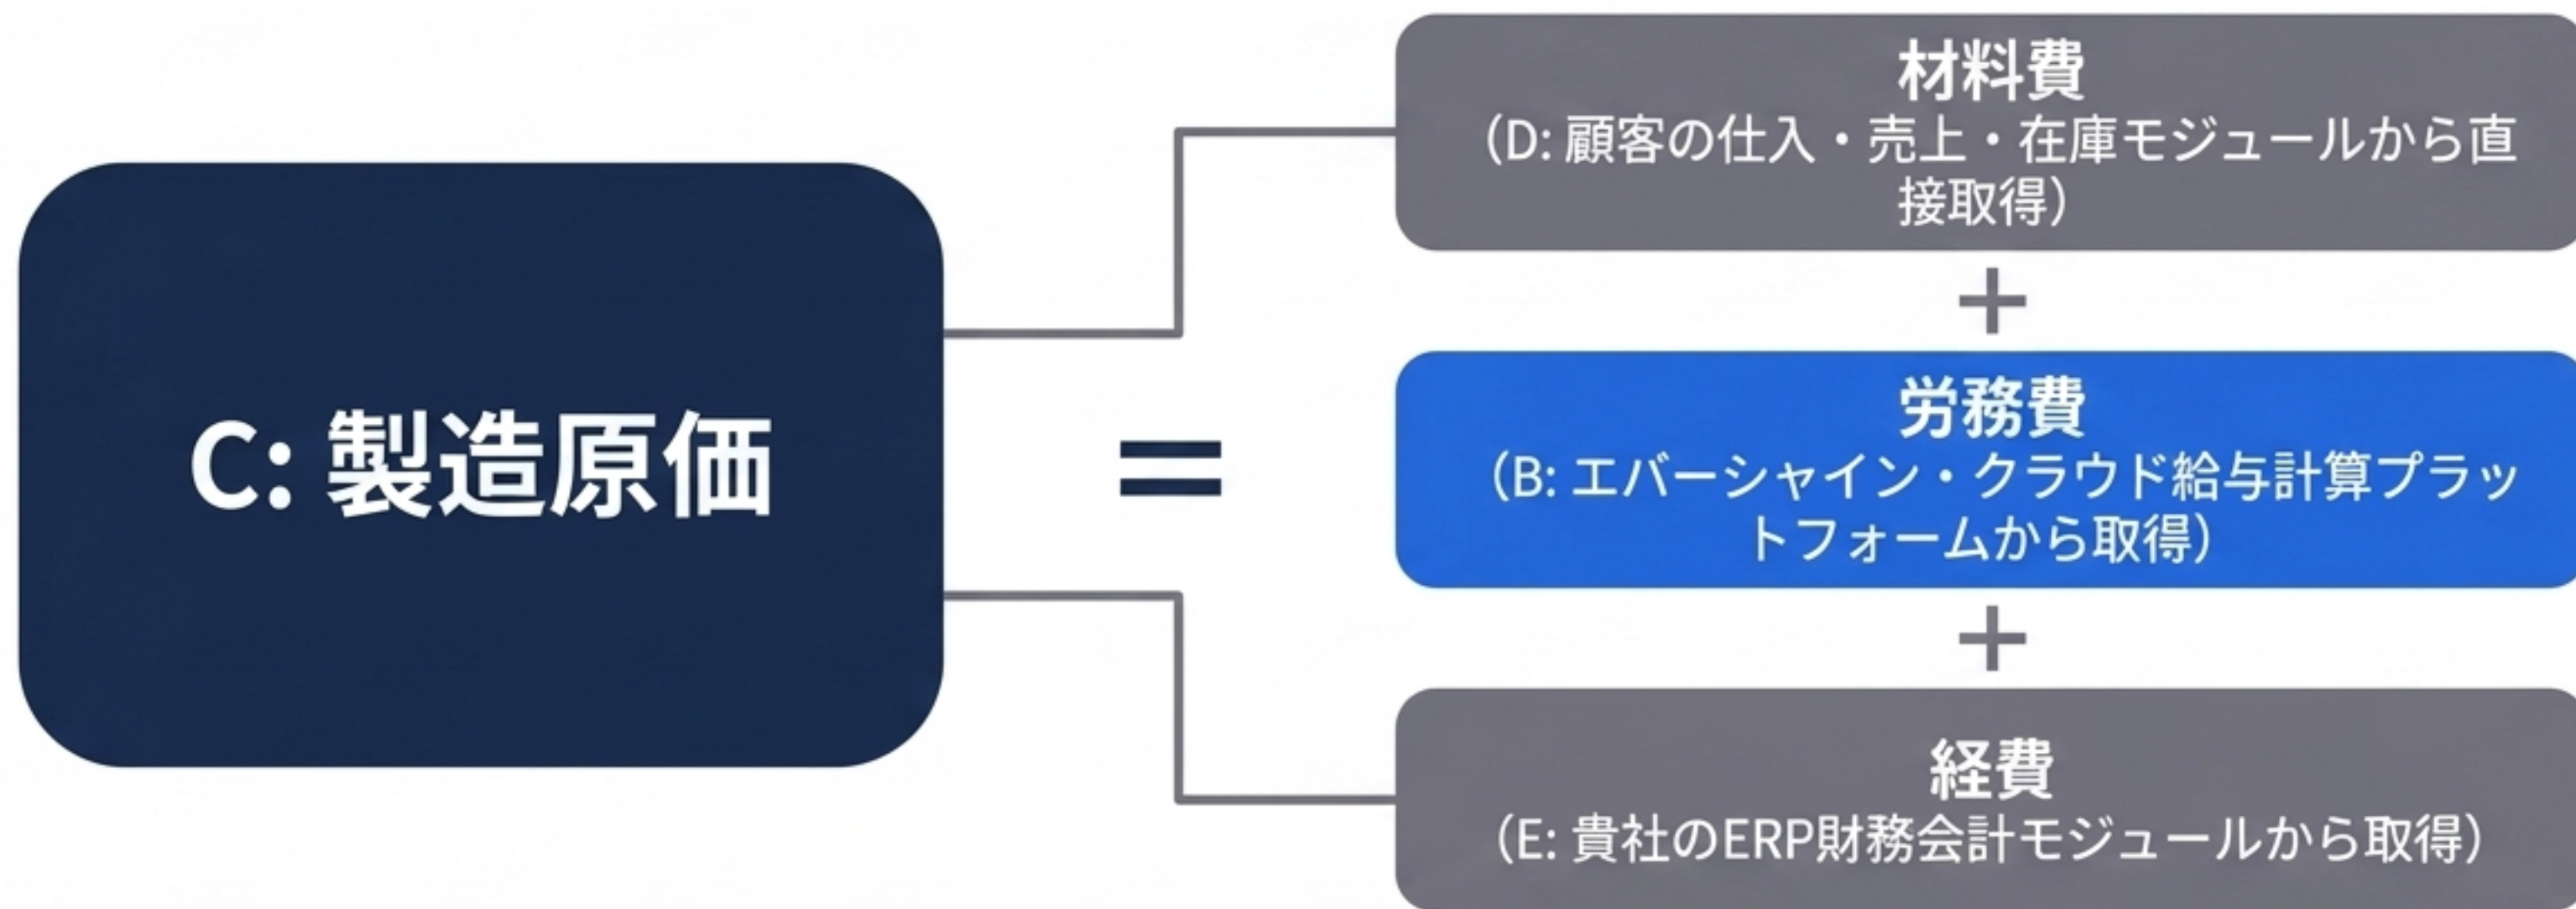 C: 製造原価
=
材料費
（D: 顧客の仕入・売上・在庫モジュールから直
接取得）
+
労務費
（B: エバーシャイン・クラウド給与計算プラッ
トフォームから取得）
+
経費
（E: 貴社のERP財務会計モジュールから取得）